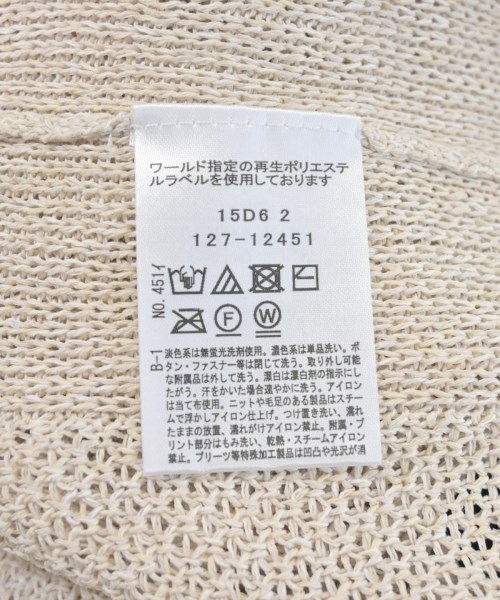 ワールド指定の再生ポリエステ
ルラベルを使用しております
15D6 2
127-12451
NO. 451イ
F
W
B-1
淡色系は無蛍光洗剤使用。濃色系は単品洗い。ボ
タン・ファスナー等は閉じて洗う。取り外し可能
な附属品は外して洗う。漂白は漂白剤の指示にし
たがう。汗をかいた場合速やかに洗う。アイロン
は当て布使用。ニットや毛足のある製品はスチー
ムで浮かしアイロン仕上げ。つけ置き洗い、濡れ
たままの放置、濡れがけアイロン禁止。附属・プ
リント部分はもみ洗い、乾熱・スチームアイロン
禁止。プリーツ等特殊加工製品は凹凸や光沢が消